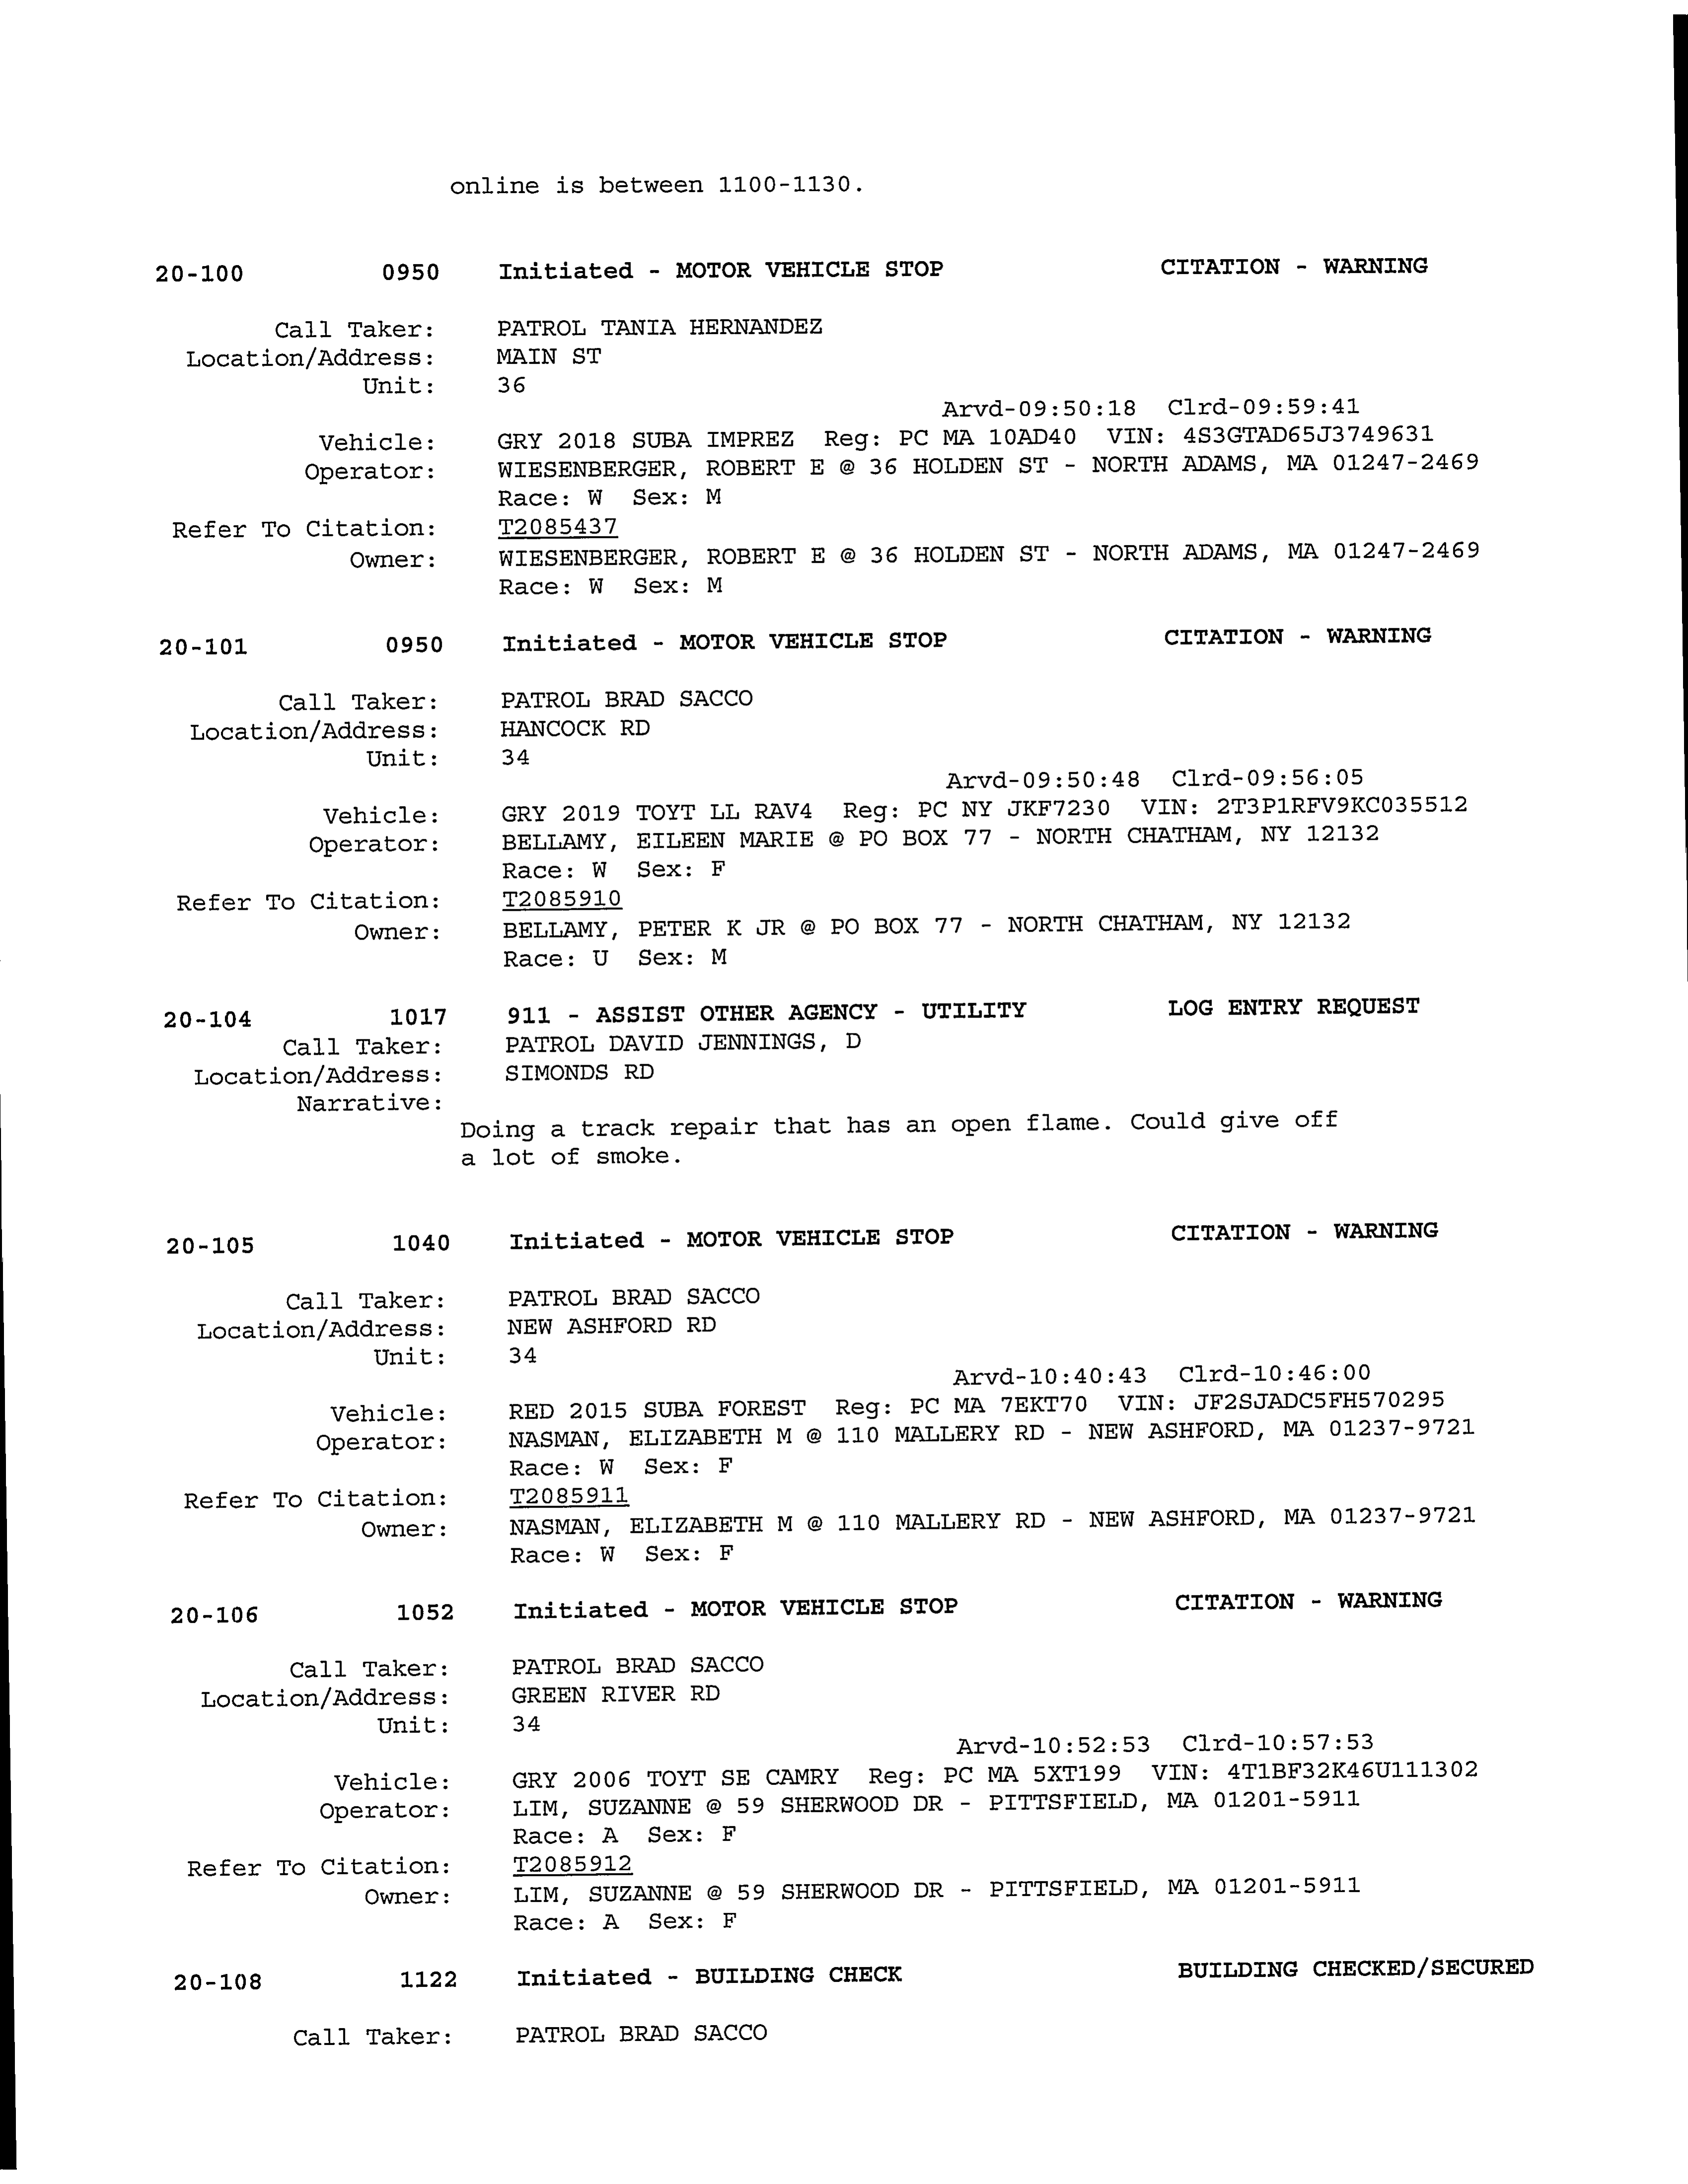 online is between 1100-1130.
20-100 0950 Initiated - MOTOR VEHICLE STOP CITATION - WARNING
Call Taker: PATROL TANIA HERNANDEZ
Location/Address: MAIN ST
Unit: 36
Arvd-09:50:18 Clrd-09:59:41
Vehicle: GRY 2018 SUBA IMPREZ Reg: PC MA 10AD40 VIN: 4S3GTAD65J3749631
Operator: WIESENBERGER, ROBERT E @ 36 HOLDEN ST - NORTH ADAMS, MA 01247-2469
Race: W Sex: M
Refer To Citation: T2085437
Owner: WIESENBERGER, ROBERT E @ 36 HOLDEN ST - NORTH ADAMS, MA 01247-2469
Race: W Sex: M
20-101 0950 Initiated - MOTOR VEHICLE STOP CITATION - WARNING
Call Taker: PATROL BRAD SACCO
Location/Address: HANCOCK RD
Unit: 34
Arvd-09:50:48 Clrd-09:56:05
Vehicle: GRY 2019 TOYT LL RAV4 Reg: PC NY JKF7230 VIN: 2T3P1RFV9KC035512
Operator: BELLAMY, EILEEN MARIE @ PO BOX 77 - NORTH CHATHAM, NY 12132
Race: W Sex: F
Refer To Citation: T2085910
Owner: BELLAMY, PETER K JR @ PO BOX 77 - NORTH CHATHAM, NY 12132
Race: U Sex: M
20-104 1017 911 - ASSIST OTHER AGENCY - UTILITY LOG ENTRY REQUEST
Call Taker: PATROL DAVID JENNINGS, D
Location/Address: SIMONDS RD
Narrative:
Doing a track repair that has an open flame. Could give off
a lot of smoke.
20-105 1040 Initiated - MOTOR VEHICLE STOP CITATION - WARNING
Call Taker: PATROL BRAD SACCO
Location/Address: NEW ASHFORD RD
Unit: 34
Arvd-10:40:43 Clrd-10:46:00
Vehicle: RED 2015 SUBA FOREST Reg: PC MA 7EKT70 VIN: JF2SJADC5FH570295
Operator: NASMAN, ELIZABETH M @ 110 MALLERY RD - NEW ASHFORD, MA 01237-9721
Race: W Sex: F
Refer To Citation: T2085911
Owner: NASMAN, ELIZABETH M @ 110 MALLERY RD - NEW ASHFORD, MA 01237-9721
Race: W Sex: F
20-106 1052 Initiated - MOTOR VEHICLE STOP CITATION - WARNING
Call Taker: PATROL BRAD SACCO
Location/Address: GREEN RIVER RD
Unit: 34
Arvd-10:52:53 Clrd-10:57:53
Vehicle: GRY 2006 TOYT SE CAMRY Reg: PC MA 5XT199 VIN: 4T1BF32K46U111302
Operator: LIM, SUZANNE @ 59 SHERWOOD DR - PITTSFIELD, MA 01201-5911
Race: A Sex: F
Refer To Citation: T2085912
Owner: LIM, SUZANNE @ 59 SHERWOOD DR - PITTSFIELD, MA 01201-5911
Race: A Sex: F
20-108 1122 Initiated - BUILDING CHECK BUILDING CHECKED/SECURED
Call Taker: PATROL BRAD SACCO